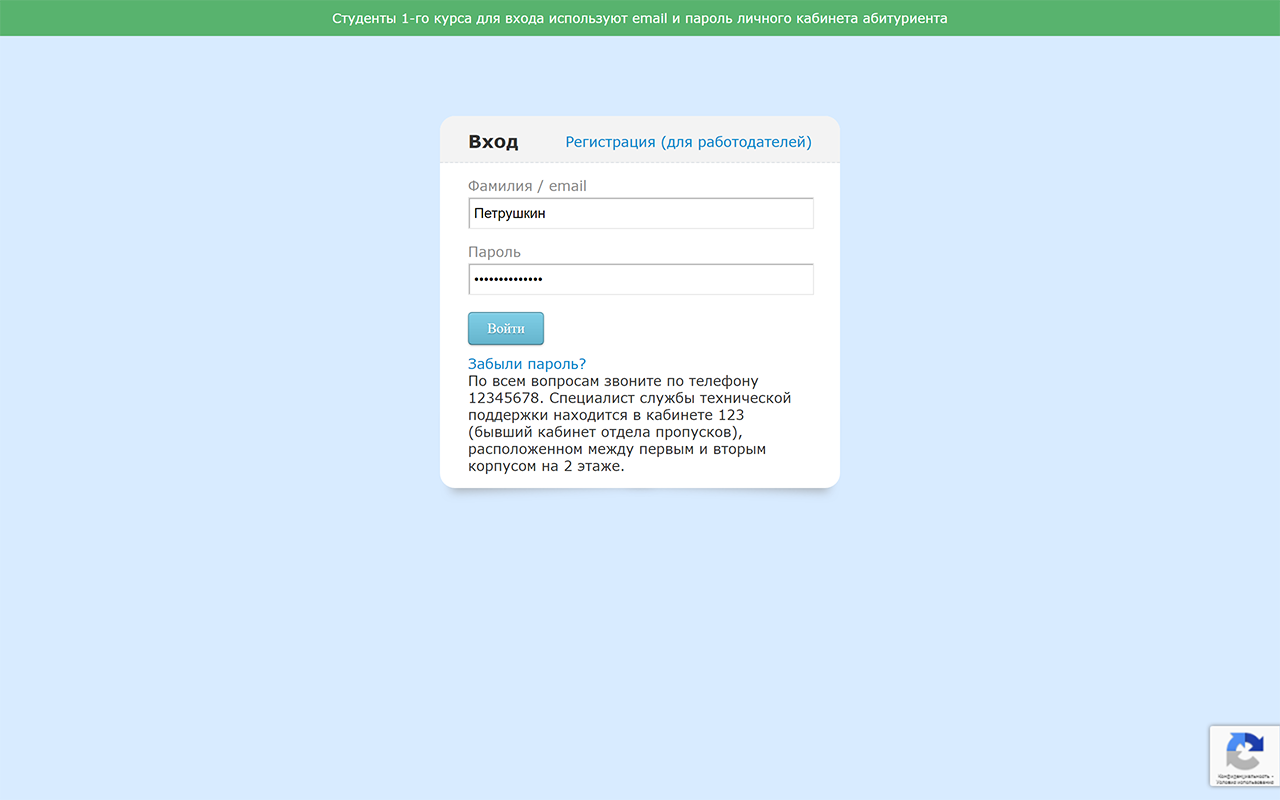 Студенты 1-го курса для входа используют email и пароль личного кабинета абитуриента
Вход
Регистрация (для работодателей)
Фамилия / email
Петрушкин
Пароль
••••••••••••••
Войти
Забыли пароль?
По всем вопросам звоните по телефону
12345678. Специалист службы технической
поддержки находится в кабинете 123
(бывший кабинет отдела пропусков),
расположенном между первым и вторым
корпусом на 2 этаже.
Конфиденциальность -
Условия использования